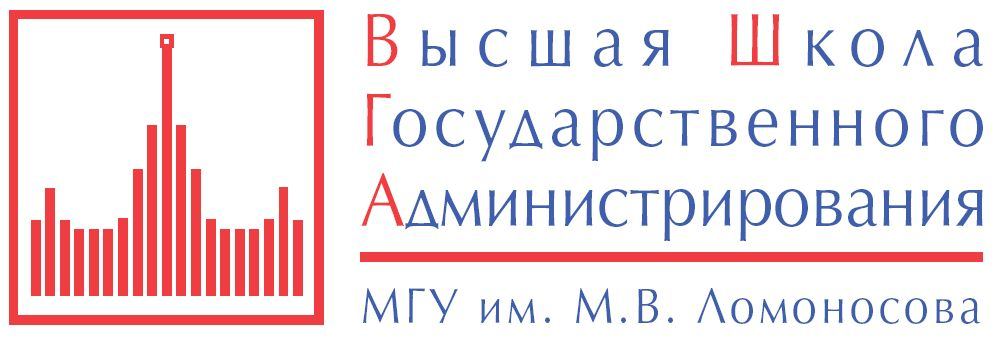 Высшая Школа
Государственного
Администрирования
МГУ им. М.В. Ломоносова